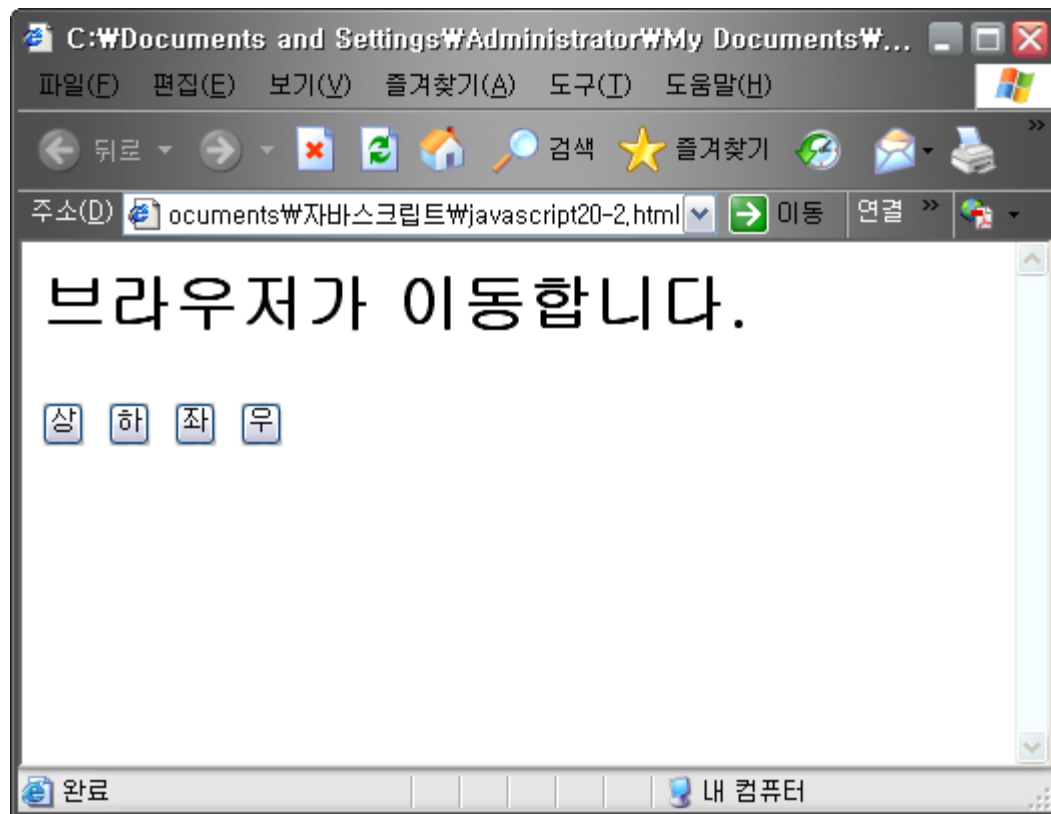 C:₩Documents and Settings₩Administrator₩My Documents₩...
파일(F) 편집(E) 보기(V) 즐겨찾기(A) 도구(T) 도움말(H)
뒤로 검색 즐겨찾기 »
주소(D) ocuments₩자바스크립트₩javascript20-2.html 이동 연결 »
브라우저가 이동합니다.
상 하 좌 우
완료 내 컴퓨터